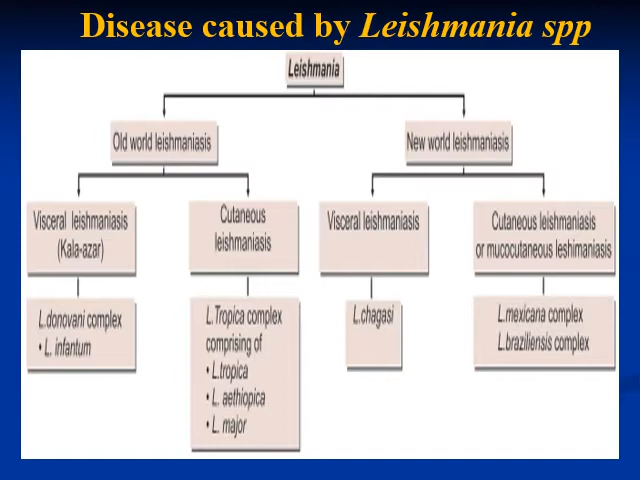 Disease caused by Leishmania spp
Leishmania
Old world leishmaniasis
New world leishmaniasis
Visceral leishmaniasis
(Kala-azar)
Cutaneous
leishmaniasis
Visceral leishmaniasis
Cutaneous leishmaniasis
or mucocutaneous leshimaniasis
L.donovani complex
• L. infantum
L.Tropica complex
comprising of
• L.tropica
• L. aethiopica
• L. major
L.chagasi
L.mexicana complex
L.braziliensis complex